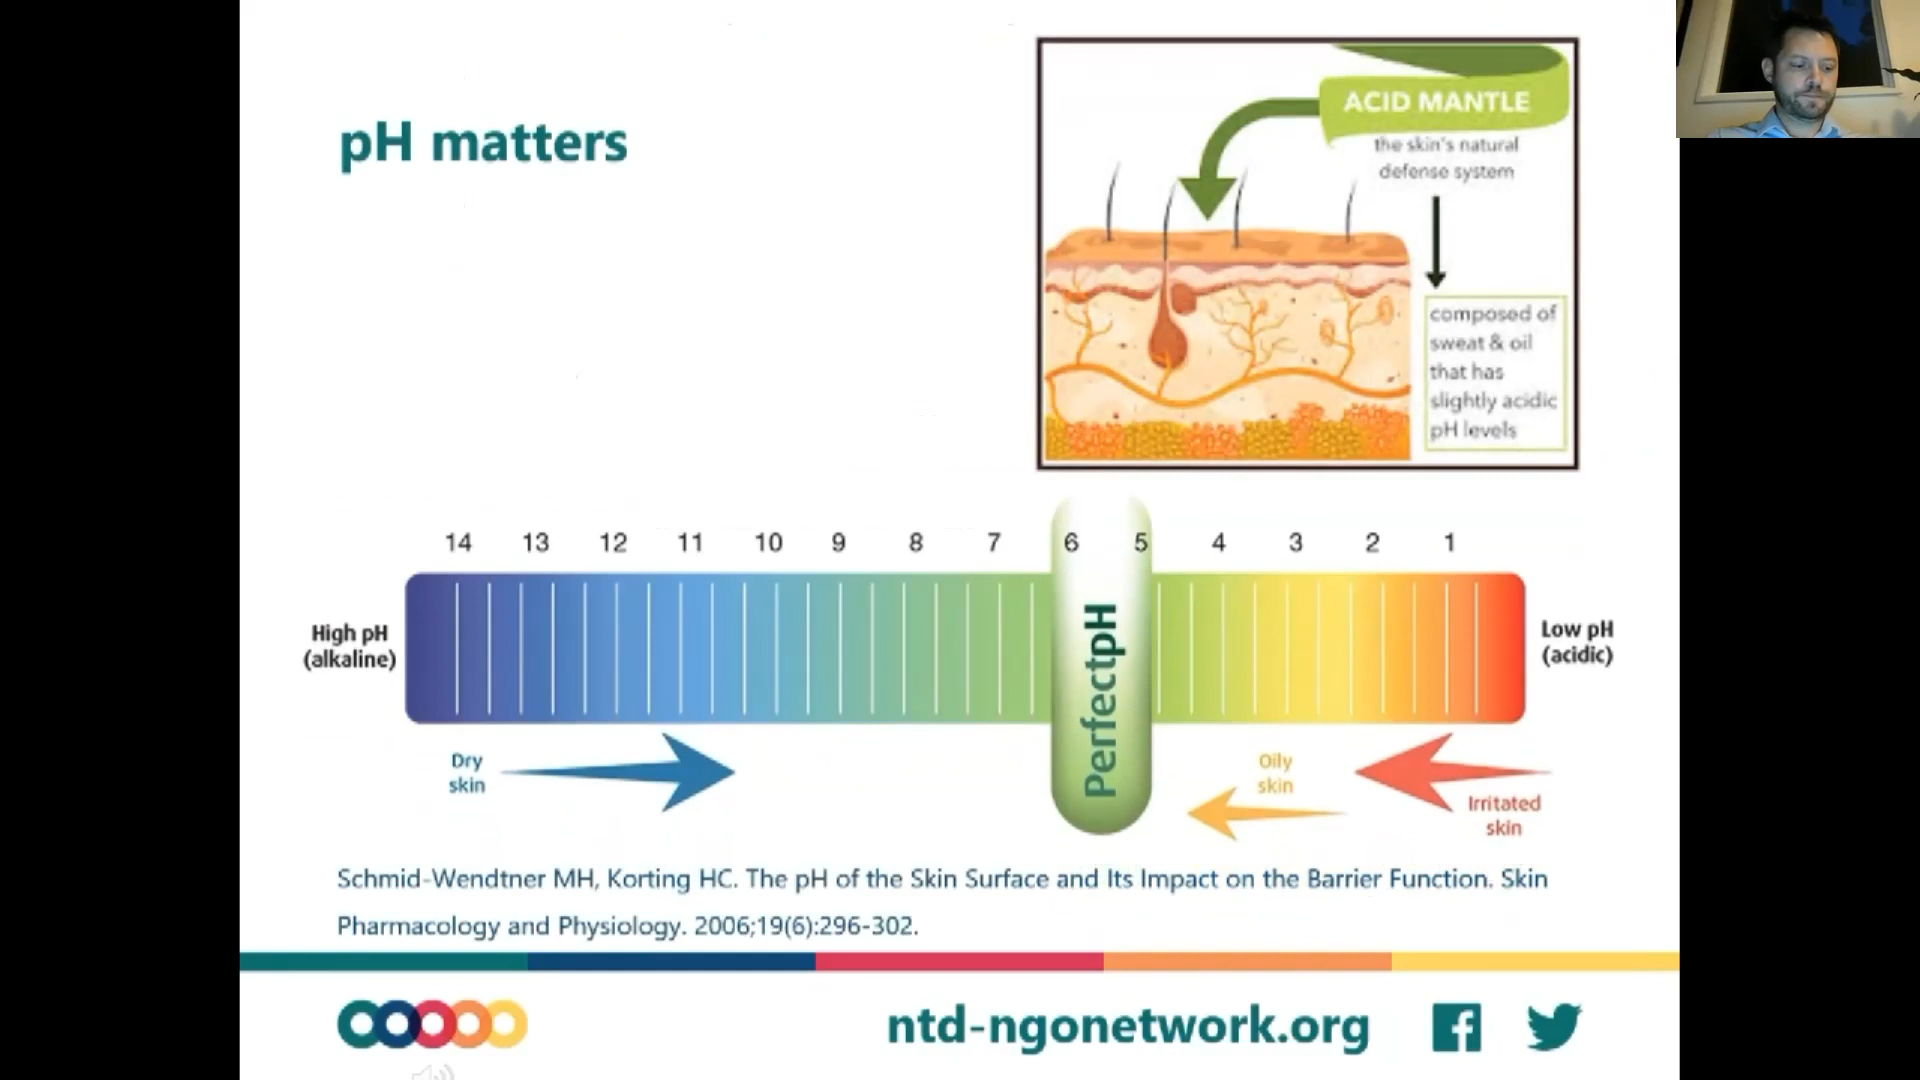 pH matters
ACID MANTLE
the skin's natural
defense system
composed of
sweat & oil
that has
slightly acidic
pH levels
14 13 12 11 10 9 8 7 6 5 4 3 2 1
High pH
(alkaline)
PerfectpH
Low pH
(acidic)
Dry
skin
Oily
skin
Irritated
skin
Schmid-Wendtner MH, Korting HC. The pH of the Skin Surface and Its Impact on the Barrier Function. Skin
Pharmacology and Physiology. 2006;19(6):296-302.
ntd-ngonetwork.org